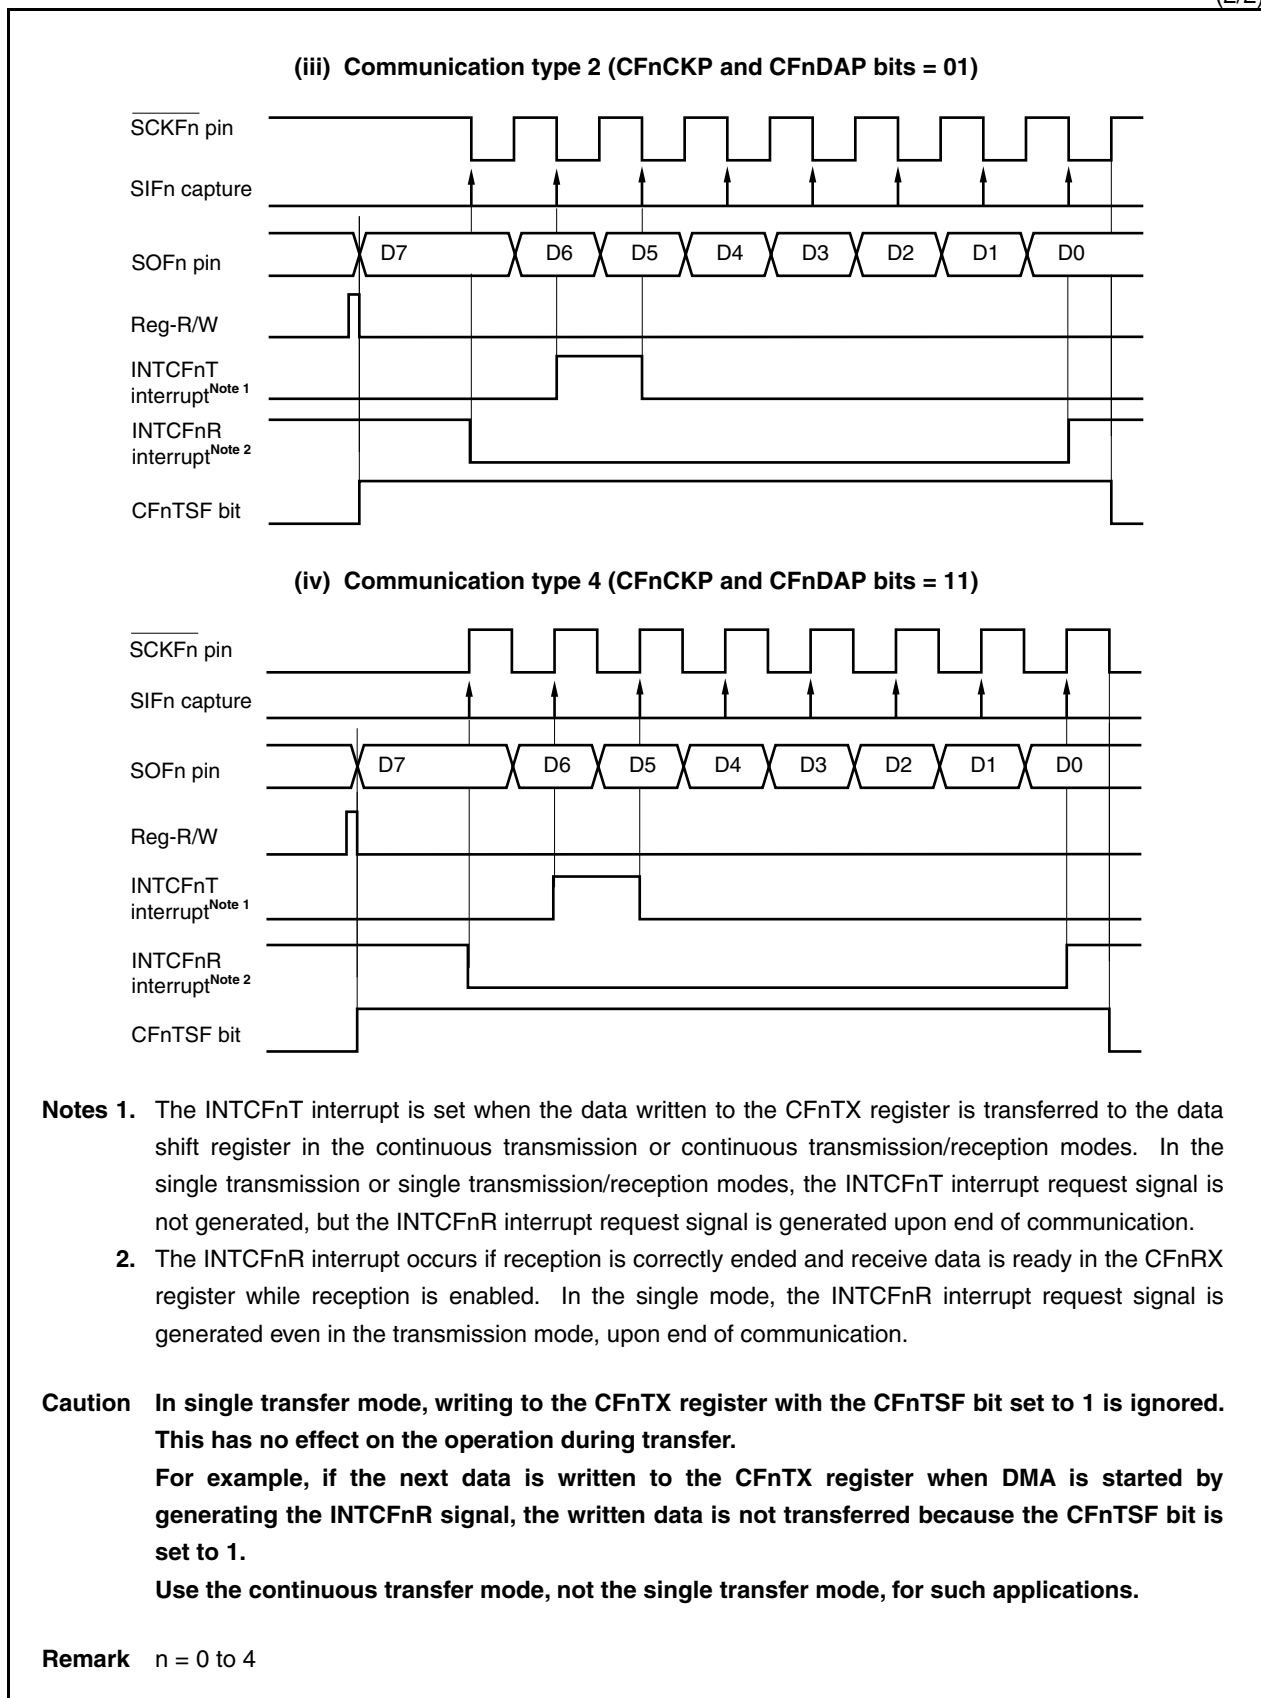 (2/2)
(iii) Communication type 2 (CFnCKP and CFnDAP bits = 01)
SCKFn pin
SIFn capture
SOFn pin
D7 D6 D5 D4 D3 D2 D1 D0
Reg-R/W
INTCFnT
interruptNote 1
INTCFnR
interruptNote 2
CFnTSF bit
(iv) Communication type 4 (CFnCKP and CFnDAP bits = 11)
SCKFn pin
SIFn capture
SOFn pin
D7 D6 D5 D4 D3 D2 D1 D0
Reg-R/W
INTCFnT
interruptNote 1
INTCFnR
interruptNote 2
CFnTSF bit
Notes 1. The INTCFnT interrupt is set when the data written to the CFnTX register is transferred to the data
shift register in the continuous transmission or continuous transmission/reception modes. In the
single transmission or single transmission/reception modes, the INTCFnT interrupt request signal is
not generated, but the INTCFnR interrupt request signal is generated upon end of communication.
2. The INTCFnR interrupt occurs if reception is correctly ended and receive data is ready in the CFnRX
register while reception is enabled. In the single mode, the INTCFnR interrupt request signal is
generated even in the transmission mode, upon end of communication.
Caution In single transfer mode, writing to the CFnTX register with the CFnTSF bit set to 1 is ignored.
This has no effect on the operation during transfer.
For example, if the next data is written to the CFnTX register when DMA is started by
generating the INTCFnR signal, the written data is not transferred because the CFnTSF bit is
set to 1.
Use the continuous transfer mode, not the single transfer mode, for such applications.
Remark n = 0 to 4